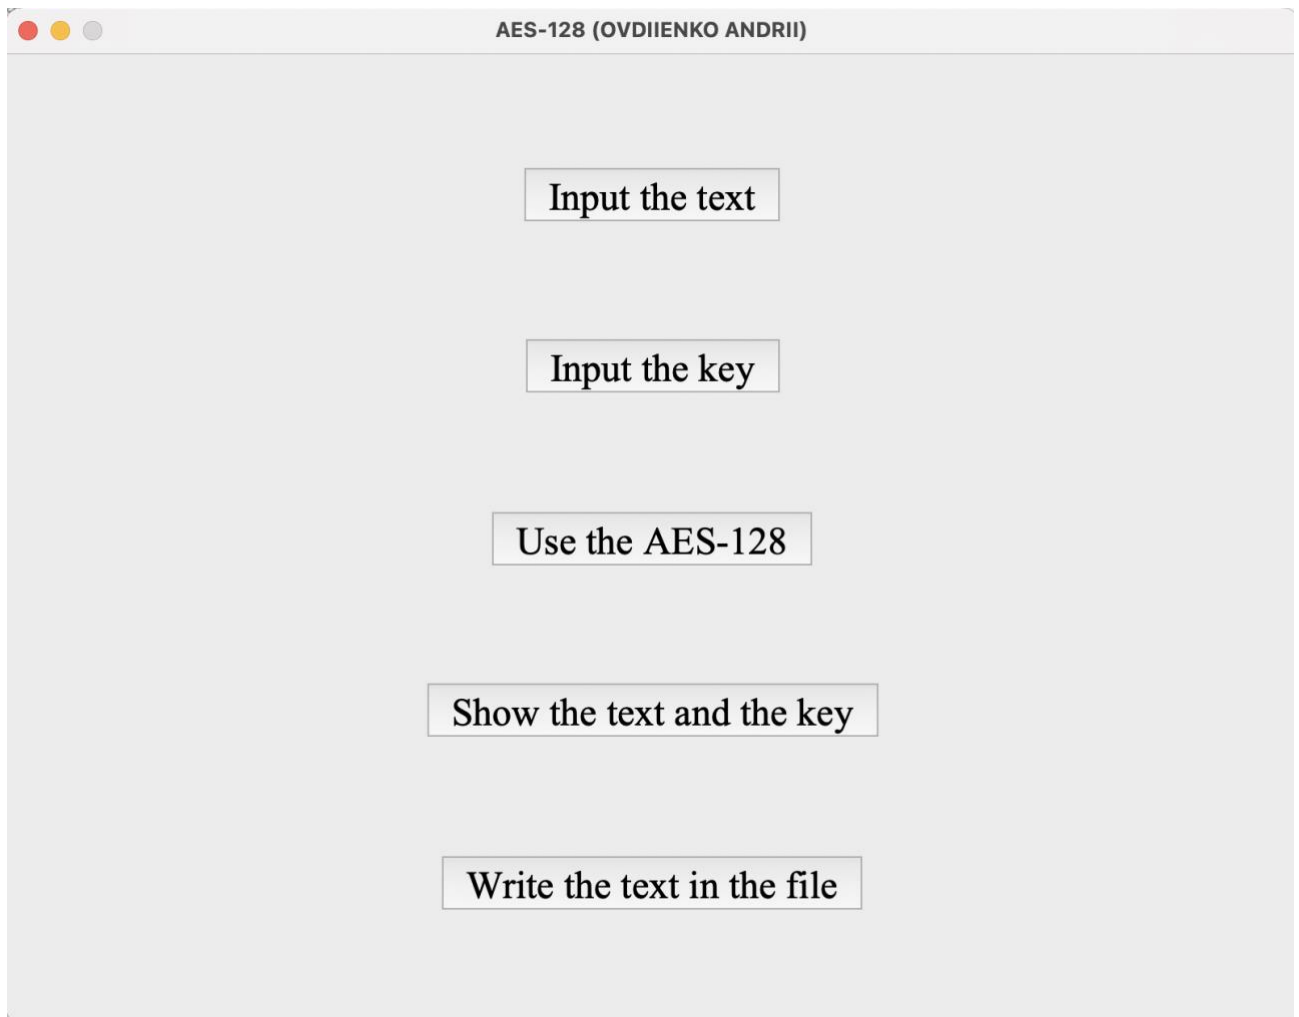 AES-128 (OVDIIENKO ANDRII)
Input the text
Input the key
Use the AES-128
Show the text and the key
Write the text in the file